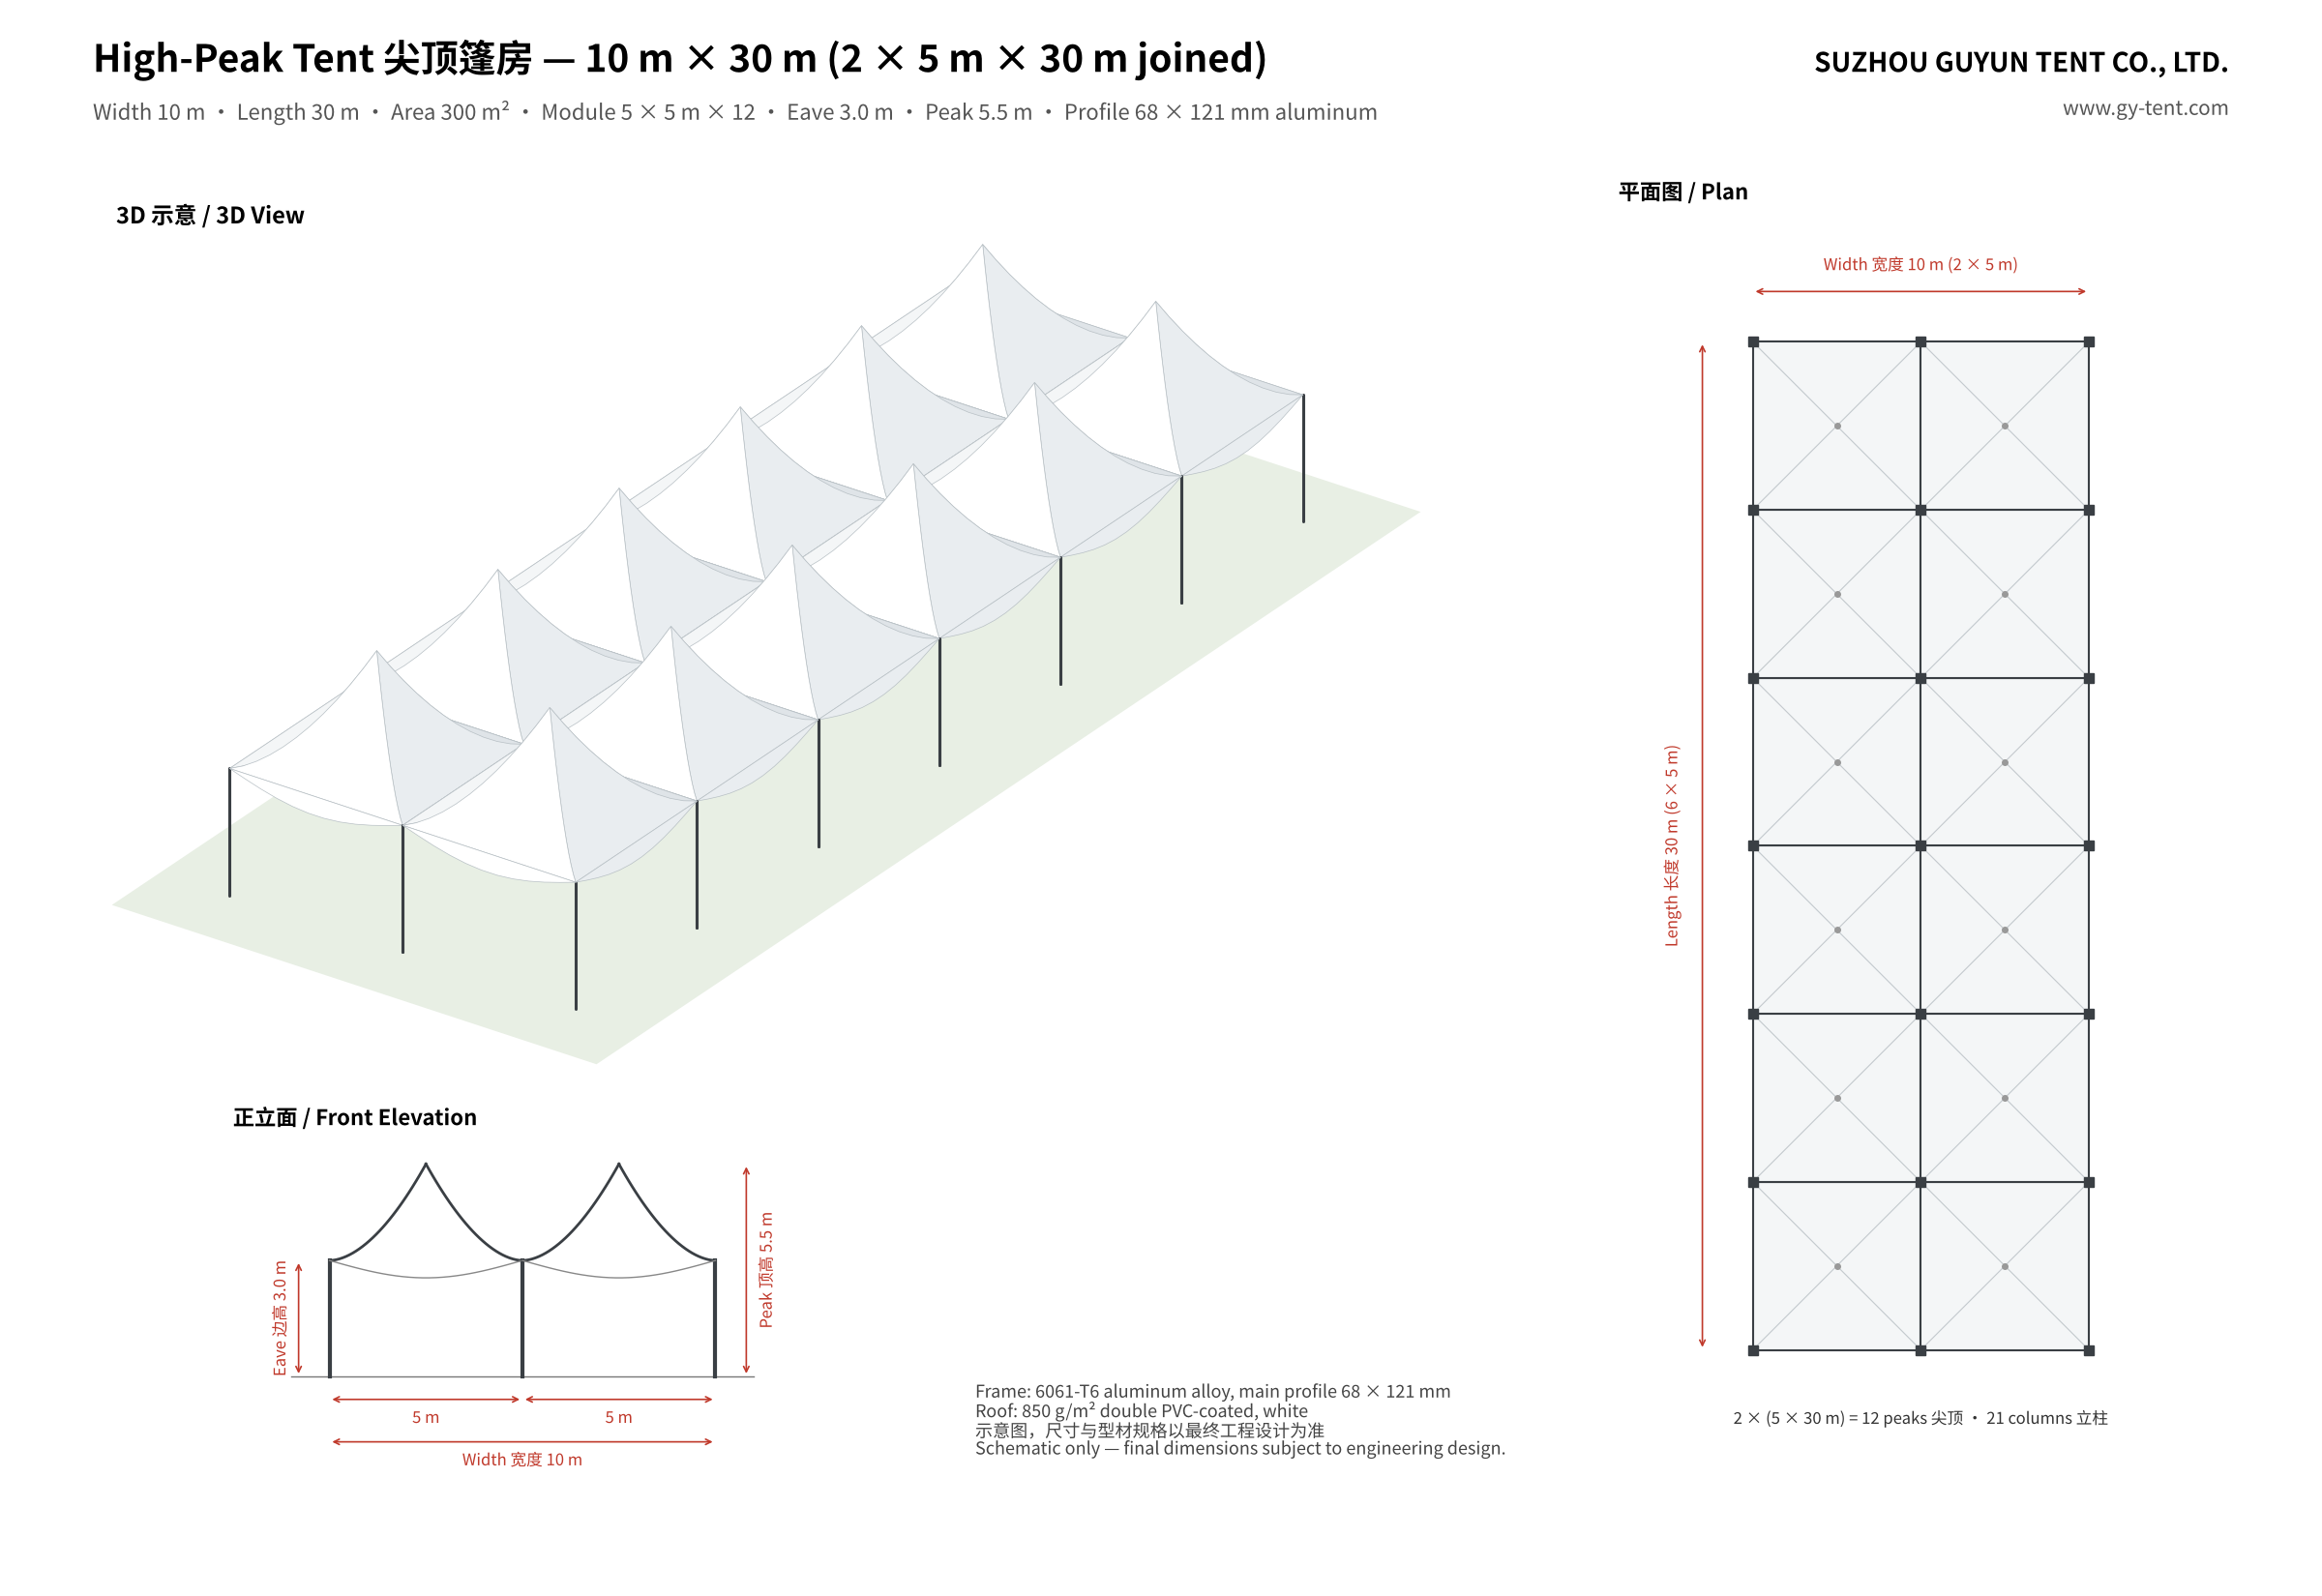 High-Peak Tent 尖顶篷房 — 10 m × 30 m (2 × 5 m × 30 m joined)
Width 10 m • Length 30 m • Area 300 m² • Module 5 × 5 m × 12 • Eave 3.0 m • Peak 5.5 m • Profile 68 × 121 mm aluminum
SUZHOU GUYUN TENT CO., LTD.
www.gy-tent.com
3D 示意 / 3D View
平面图 / Plan
Width 宽度 10 m (2 × 5 m)
Length 长度 30 m (6 × 5 m)
2 × (5 × 30 m) = 12 peaks 尖顶 • 21 columns 立柱
正立面 / Front Elevation
Eave 边高 3.0 m
Peak 顶高 5.5 m
5 m
5 m
Width 宽度 10 m
Frame: 6061-T6 aluminum alloy, main profile 68 × 121 mm
Roof: 850 g/m² double PVC-coated, white
示意图，尺寸与型材规格以最终工程设计为准
Schematic only — final dimensions subject to engineering design.